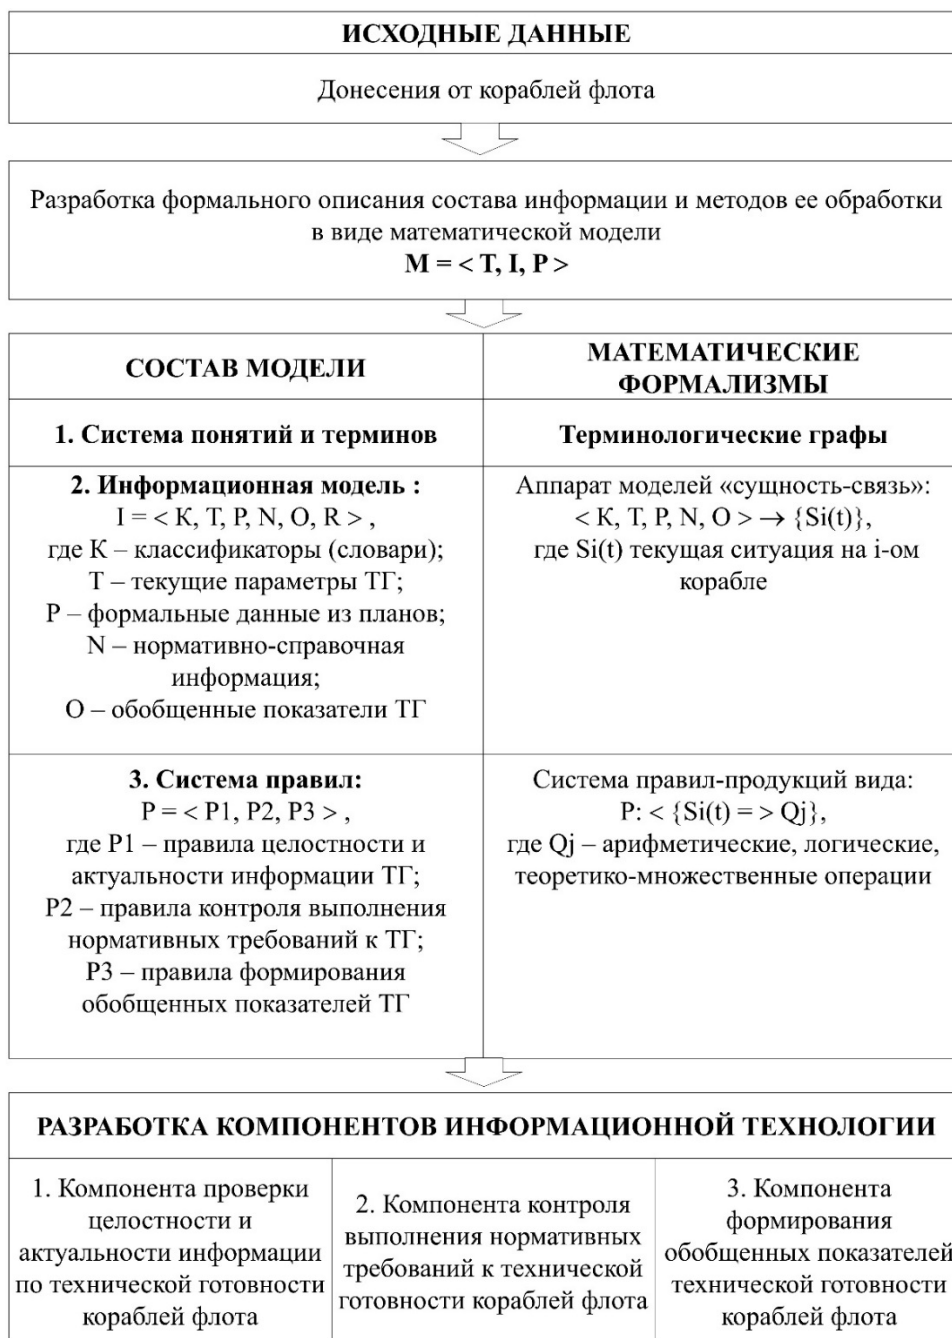 ИСХОДНЫЕ ДАННЫЕ
Донесения от кораблей флота
Разработка формального описания состава информации и методов ее обработки
в виде математической модели
M = < T, I, P >
СОСТАВ МОДЕЛИ
МАТЕМАТИЧЕСКИЕ
ФОРМАЛИЗМЫ
1. Система понятий и терминов
Терминологические графы
2. Информационная модель :
I = < К, T, P, N, O, R > ,
где К – классификаторы (словари);
Т – текущие параметры ТГ;
Р – формальные данные из планов;
N – нормативно-справочная
информация;
О – обобщенные показатели ТГ
Аппарат моделей «сущность-связь»:
< К, T, P, N, O > → {Si(t)},
где Si(t) текущая ситуация на i-ом
корабле
3. Система правил:
P = < P1, P2, P3 > ,
где P1 – правила целостности и
актуальности информации ТГ;
P2 – правила контроля выполнения
нормативных требований к ТГ;
P3 – правила формирования
обобщенных показателей ТГ
Система правил-продукций вида:
P: < {Si(t) = > Qj},
где Qj – арифметические, логические,
теоретико-множественные операции
РАЗРАБОТКА КОМПОНЕНТОВ ИНФОРМАЦИОННОЙ ТЕХНОЛОГИИ
1. Компонента проверки
целостности и
актуальности информации
по технической готовности
кораблей флота
2. Компонента контроля
выполнения нормативных
требований к технической
готовности кораблей флота
3. Компонента
формирования
обобщенных показателей
технической готовности
кораблей флота